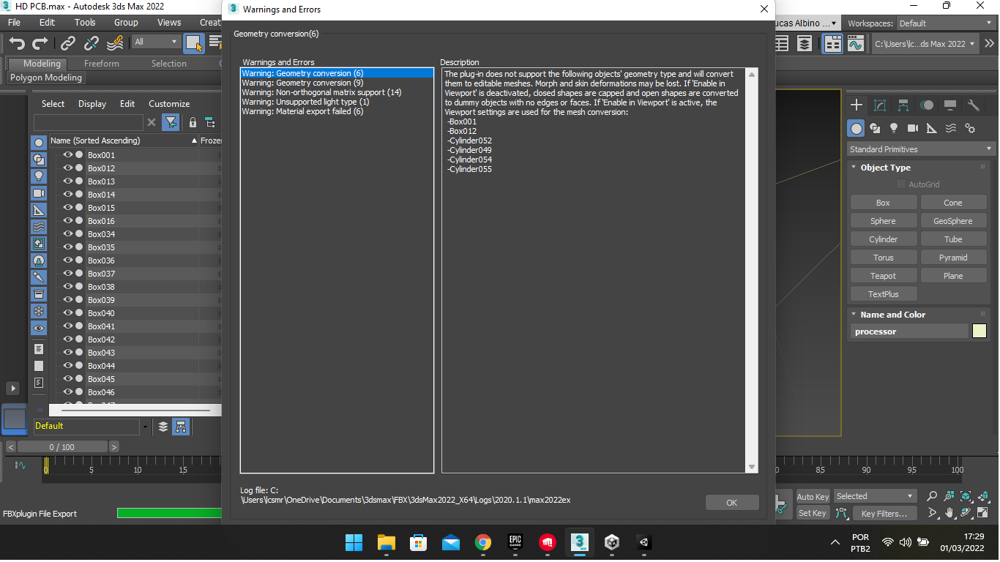 HD PCB.max - Autodesk 3ds Max 2022
File Edit Tools Group Views Creat
ucas Albino ...
Workspaces: Default
All
C:\Users\lc...ds Max 2022
Modeling Freeform Selection
Polygon Modeling
Select Display Edit Customize
Name (Sorted Ascending) Frozen
Box001
Box012
Box013
Box014
Box015
Box016
Box034
Box035
Box036
Box037
Box038
Box039
Box040
Box041
Box042
Box043
Box044
Box045
Box046
Default
< 0 / 100 >
0 5 10 15
FBXplugin File Export
Warnings and Errors
Geometry conversion(6)
Warnings and Errors
Warning: Geometry conversion (6)
Warning: Geometry conversion (9)
Warning: Non-orthogonal matrix support (14)
Warning: Unsupported light type (1)
Warning: Material export failed (6)
Description
The plug-in does not support the following objects' geometry type and will convert
them to editable meshes. Morph and skin deformations may be lost. If 'Enable in
Viewport' is deactivated, closed shapes are capped and open shapes are converted
to dummy objects with no edges or faces. If 'Enable in Viewport' is active, the
Viewport settings are used for the mesh conversion:
-Box001
-Box012
-Cylinder052
-Cylinder049
-Cylinder054
-Cylinder055
Log file: C:
\Users\lcsmr\OneDrive\Documents\3dsmax\FBX\3dsMax2022_X64\Logs\2020.1.1\max2022ex
OK
Standard Primitives
Object Type
AutoGrid
Box Cone
Sphere GeoSphere
Cylinder Tube
Torus Pyramid
Teapot Plane
TextPlus
Name and Color
processor
85 90 95 100
Auto Key Selected
Set Key Key Filters...
EPIC
GAMES
3
MAX
POR
PTB2
17:29
01/03/2022